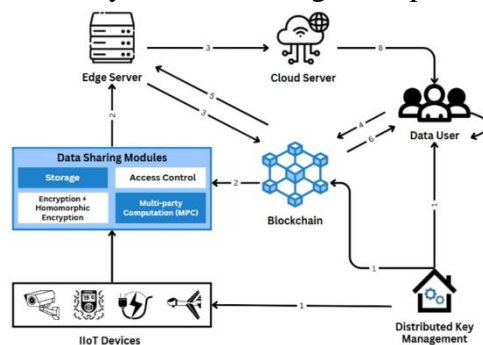 3
8
Edge Server
Cloud Server
5
3
2
4
6
Data User
Data Sharing Modules
Storage
Access Control
Encryption +
Homomorphic
Encryption
Multi-party
Computation (MPC)
2
Blockchain
1
1
1
IIoT Devices
Distributed Key
Management